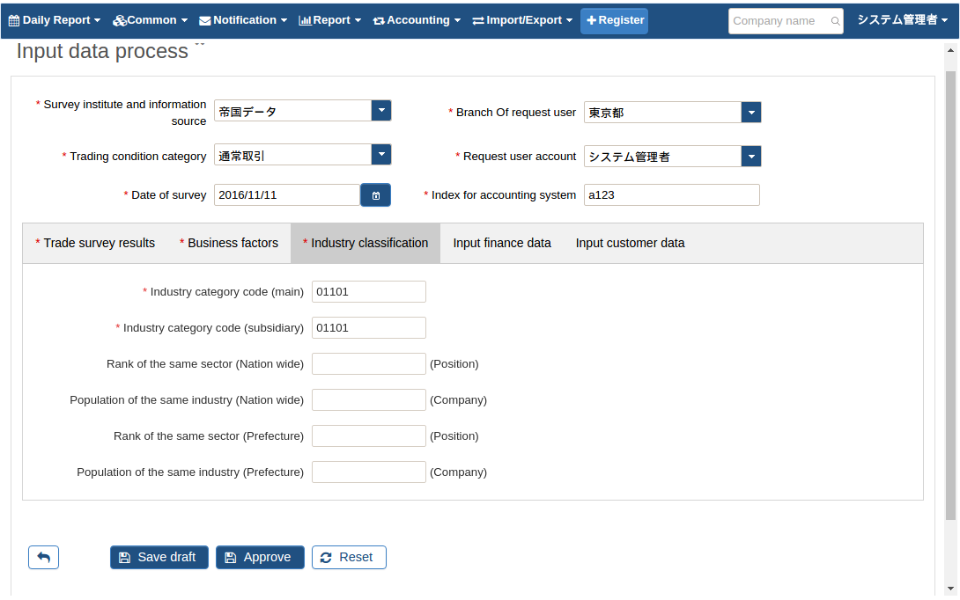 Daily Report Common Notification Report Accounting Import/Export Register Company name システム管理者
Input data process
* Survey institute and information source 帝国データ * Branch Of request user 東京都
* Trading condition category 通常取引 * Request user account システム管理者
* Date of survey 2016/11/11 * Index for accounting system a123
* Trade survey results * Business factors * Industry classification Input finance data Input customer data
* Industry category code (main) 01101
* Industry category code (subsidiary) 01101
Rank of the same sector (Nation wide) (Position)
Population of the same industry (Nation wide) (Company)
Rank of the same sector (Prefecture) (Position)
Population of the same industry (Prefecture) (Company)
Save draft Approve Reset